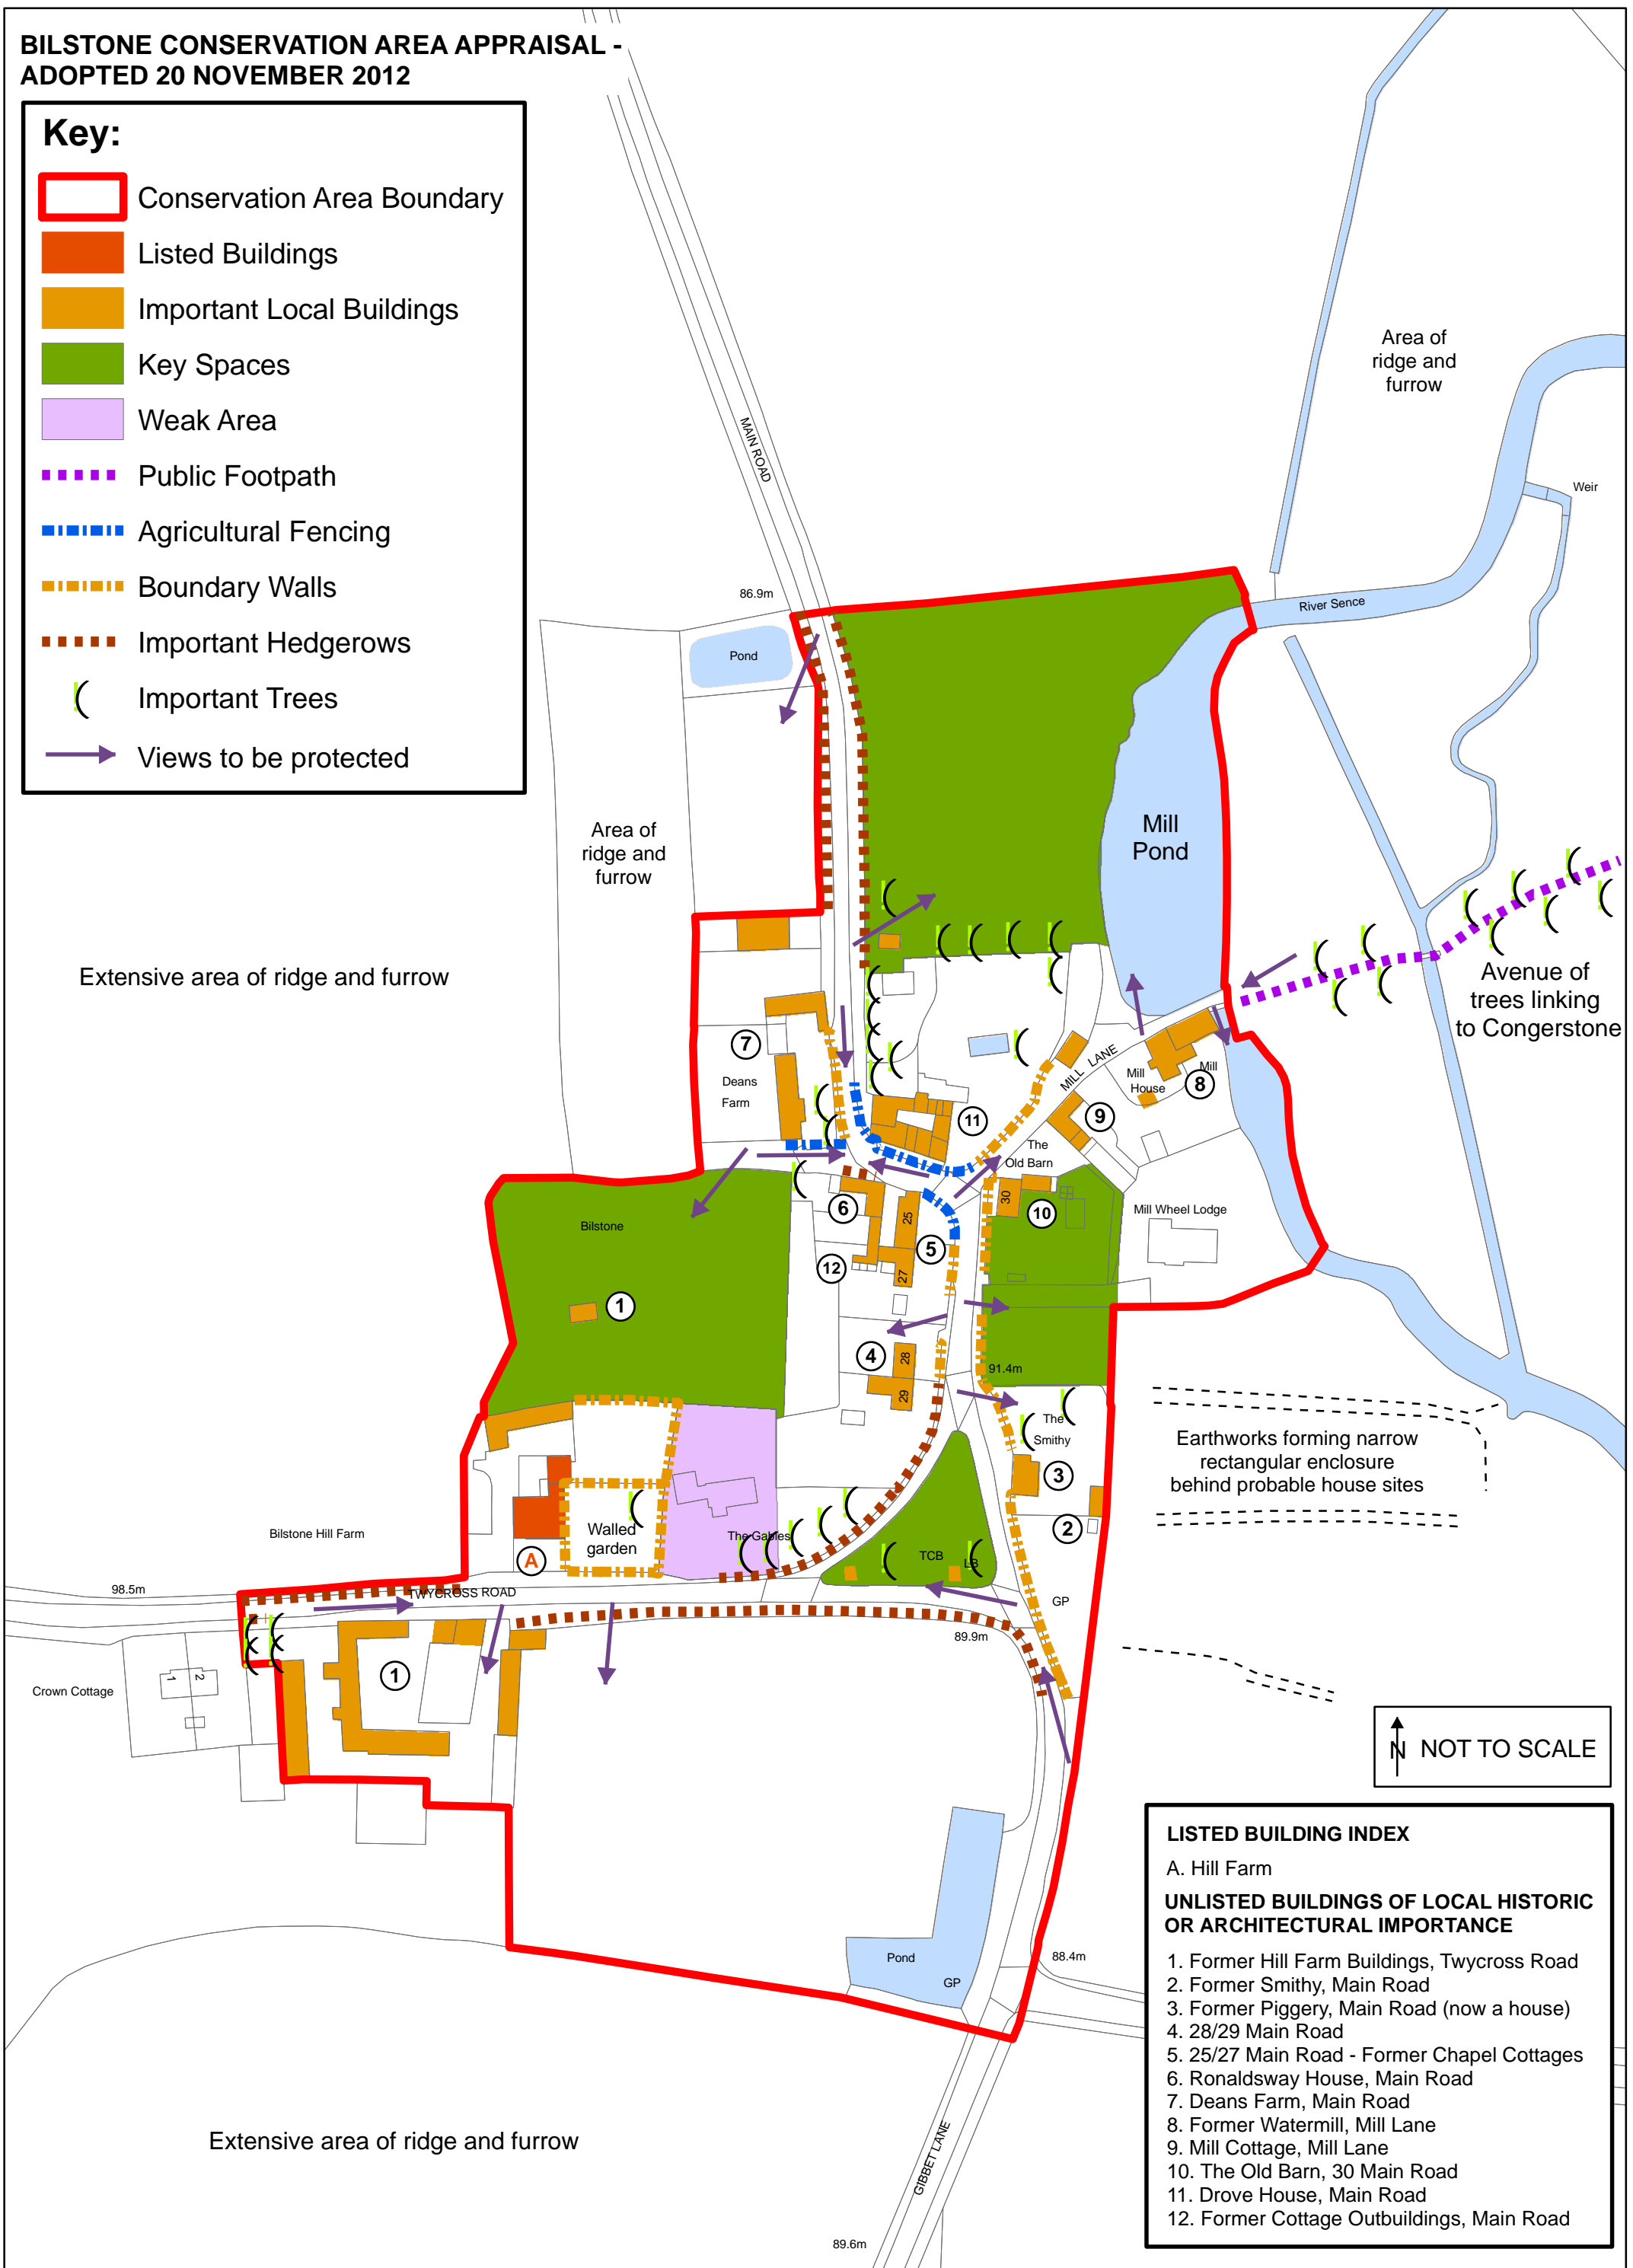 BILSTONE CONSERVATION AREA APPRAISAL -
ADOPTED 20 NOVEMBER 2012
Key:
Conservation Area Boundary
Listed Buildings
Important Local Buildings
Key Spaces
Weak Area
Public Footpath
Agricultural Fencing
Boundary Walls
Important Hedgerows
Important Trees
Views to be protected
Area of
ridge and
furrow
MAIN ROAD
Weir
86.9m
River Sence
Pond
Area of
ridge and
furrow
Mill
Pond
Extensive area of ridge and furrow
Avenue of
trees linking
to Congerstone
7
Deans
Farm
MILL LANE
Mill
House
Mill
8
9
11
The
Old Barn
30
10
6
25
Mill Wheel Lodge
Bilstone
5
12
27
1
4
28
29
91.4m
The
Smithy
Earthworks forming narrow
rectangular enclosure
behind probable house sites
3
2
Bilstone Hill Farm
Walled
garden
The Gables
A
TCB
LB
98.5m
TWYCROSS ROAD
GP
89.9m
1
2
1
Crown Cottage
N NOT TO SCALE
Pond
GP
88.4m
GIBBET LANE
Extensive area of ridge and furrow
89.6m
LISTED BUILDING INDEX
A. Hill Farm
UNLISTED BUILDINGS OF LOCAL HISTORIC
OR ARCHITECTURAL IMPORTANCE
1. Former Hill Farm Buildings, Twycross Road
2. Former Smithy, Main Road
3. Former Piggery, Main Road (now a house)
4. 28/29 Main Road
5. 25/27 Main Road - Former Chapel Cottages
6. Ronaldsway House, Main Road
7. Deans Farm, Main Road
8. Former Watermill, Mill Lane
9. Mill Cottage, Mill Lane
10. The Old Barn, 30 Main Road
11. Drove House, Main Road
12. Former Cottage Outbuildings, Main Road